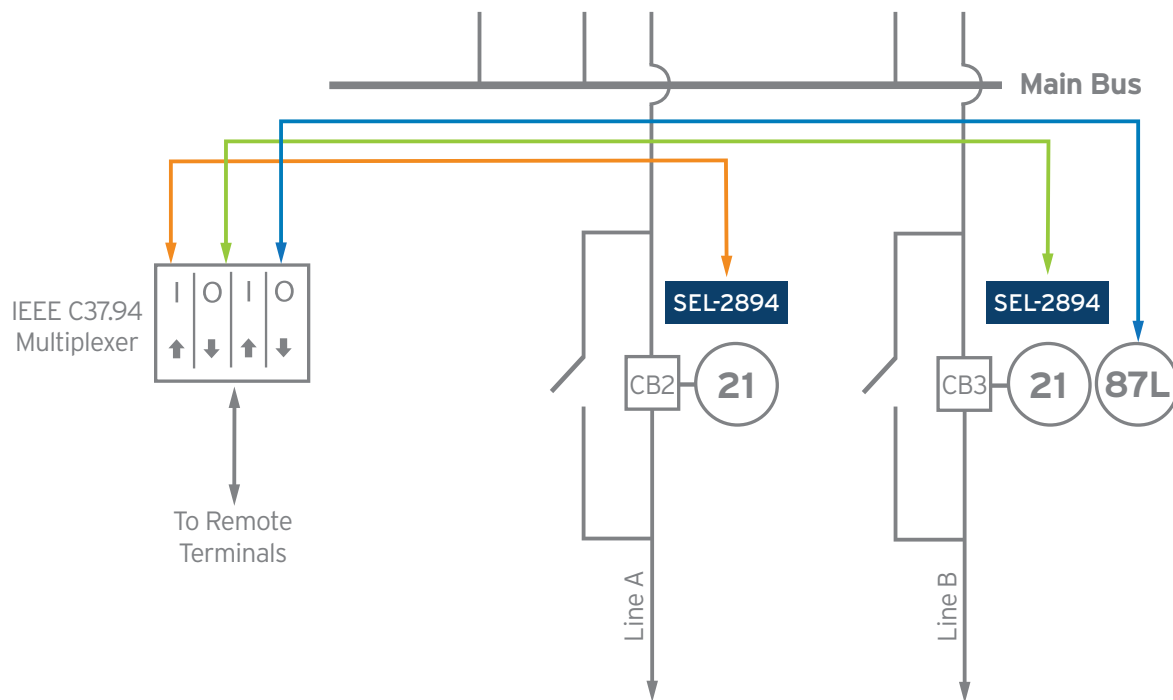 Main Bus
IEEE C37.94
Multiplexer
I O I O
SEL-2894
SEL-2894
CB2
21
CB3
21
87L
To Remote
Terminals
Line A
Line B